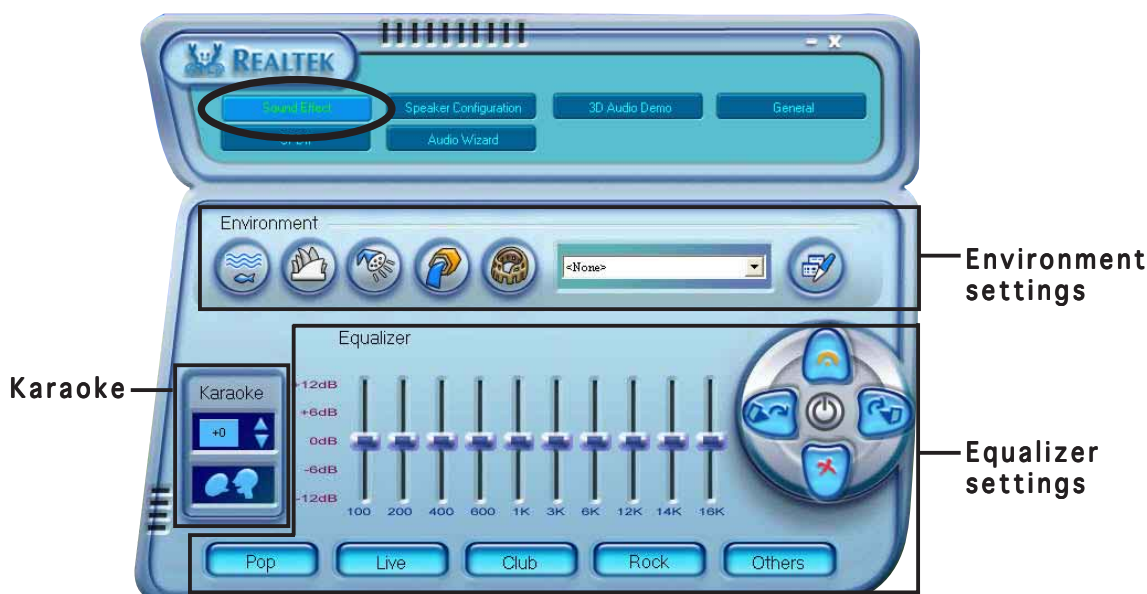 REALTEK
Sound Effect
Speaker Configuration
3D Audio Demo
General
Audio Wizard
Environment
<None>
Environment
settings
Equalizer
Karaoke
Karaoke
+0
+12dB
+6dB
0dB
-6dB
-12dB
100 200 400 600 1K 3K 6K 12K 14K 16K
Equalizer
settings
Pop Live Club Rock Others